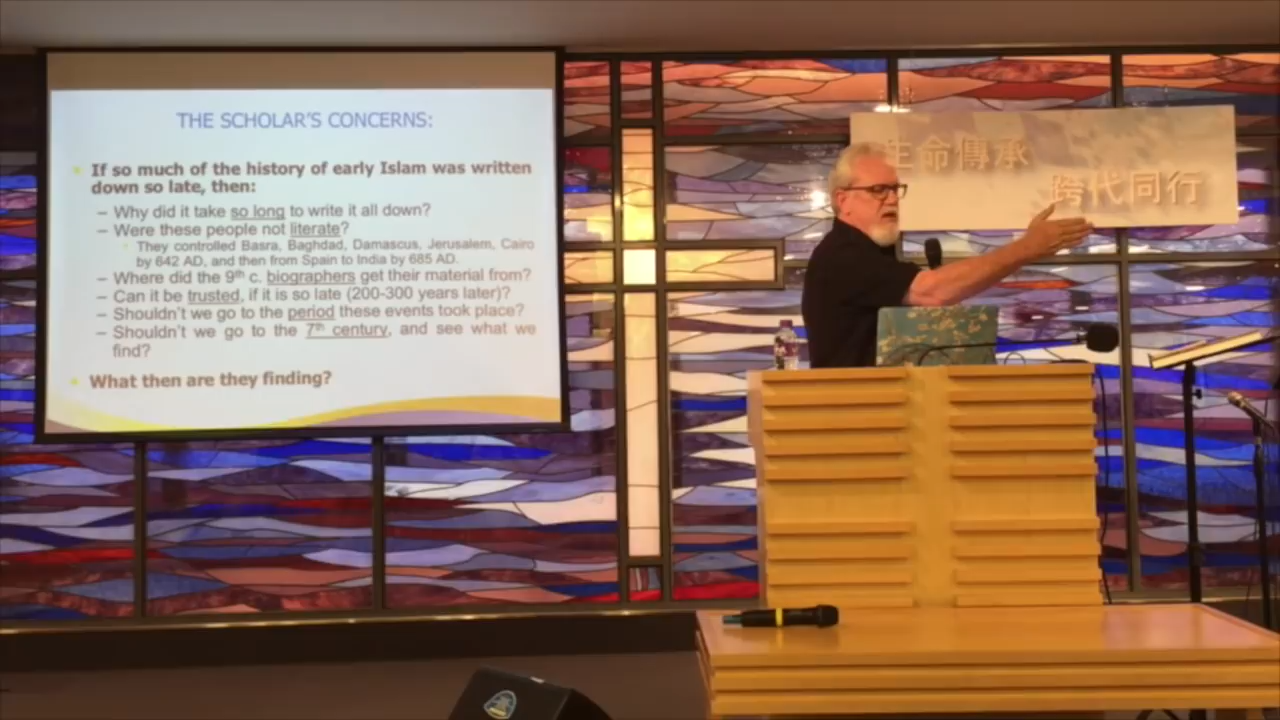 THE SCHOLAR'S CONCERNS:
If so much of the history of early Islam was written
down so late, then:
– Why did it take so long to write it all down?
– Were these people not literate?
They controlled Basra, Baghdad, Damascus, Jerusalem, Cairo
by 642 AD, and then from Spain to India by 685 AD.
– Where did the 9th c. biographers get their material from?
– Can it be trusted, if it is so late (200-300 years later)?
– Shouldn't we go to the period these events took place?
– Shouldn't we go to the 7th century, and see what we
find?
What then are they finding?
生命傳承
跨代同行